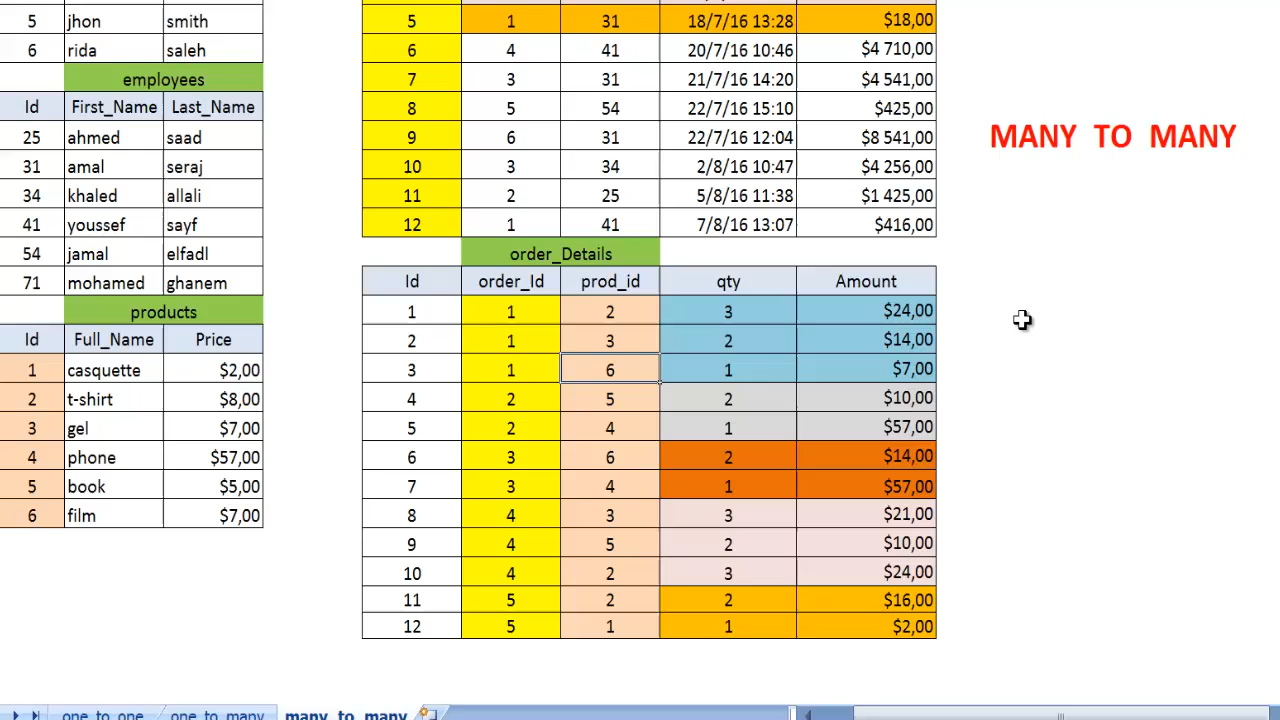 5 jhon smith
6 rida saleh
employees
Id First_Name Last_Name
25 ahmed saad
31 amal seraj
34 khaled allali
41 youssef sayf
54 jamal elfadl
71 mohamed ghanem
products
Id Full_Name Price
1 casquette $2,00
2 t-shirt $8,00
3 gel $7,00
4 phone $57,00
5 book $5,00
6 film $7,00
5 1 31 18/7/16 13:28 $18,00
6 4 41 20/7/16 10:46 $4 710,00
7 3 31 21/7/16 14:20 $4 541,00
8 5 54 22/7/16 15:10 $425,00
9 6 31 22/7/16 12:04 $8 541,00
10 3 34 2/8/16 10:47 $4 256,00
11 2 25 5/8/16 11:38 $1 425,00
12 1 41 7/8/16 13:07 $416,00
order_Details
Id order_Id prod_id qty Amount
1 1 2 3 $24,00
2 1 3 2 $14,00
3 1 6 1 $7,00
4 2 5 2 $10,00
5 2 4 1 $57,00
6 3 6 2 $14,00
7 3 4 1 $57,00
8 4 3 3 $21,00
9 4 5 2 $10,00
10 4 2 3 $24,00
11 5 2 2 $16,00
12 5 1 1 $2,00
MANY TO MANY
one_to_one one_to_many many_to_many